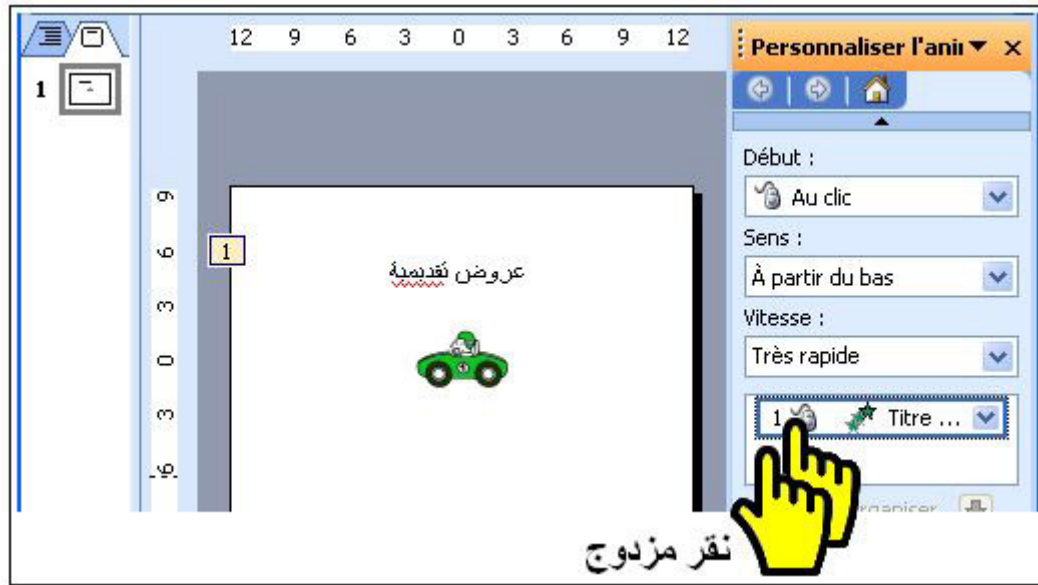 12 9 6 3 0 3 6 9 12
Personnaliser l'anin
1
Début :
Au clic
9
6
3
0
3
6
1
عروض تقديمية
Sens :
À partir du bas
Vitesse :
Très rapide
1 Titre ...
نقر مزدوج